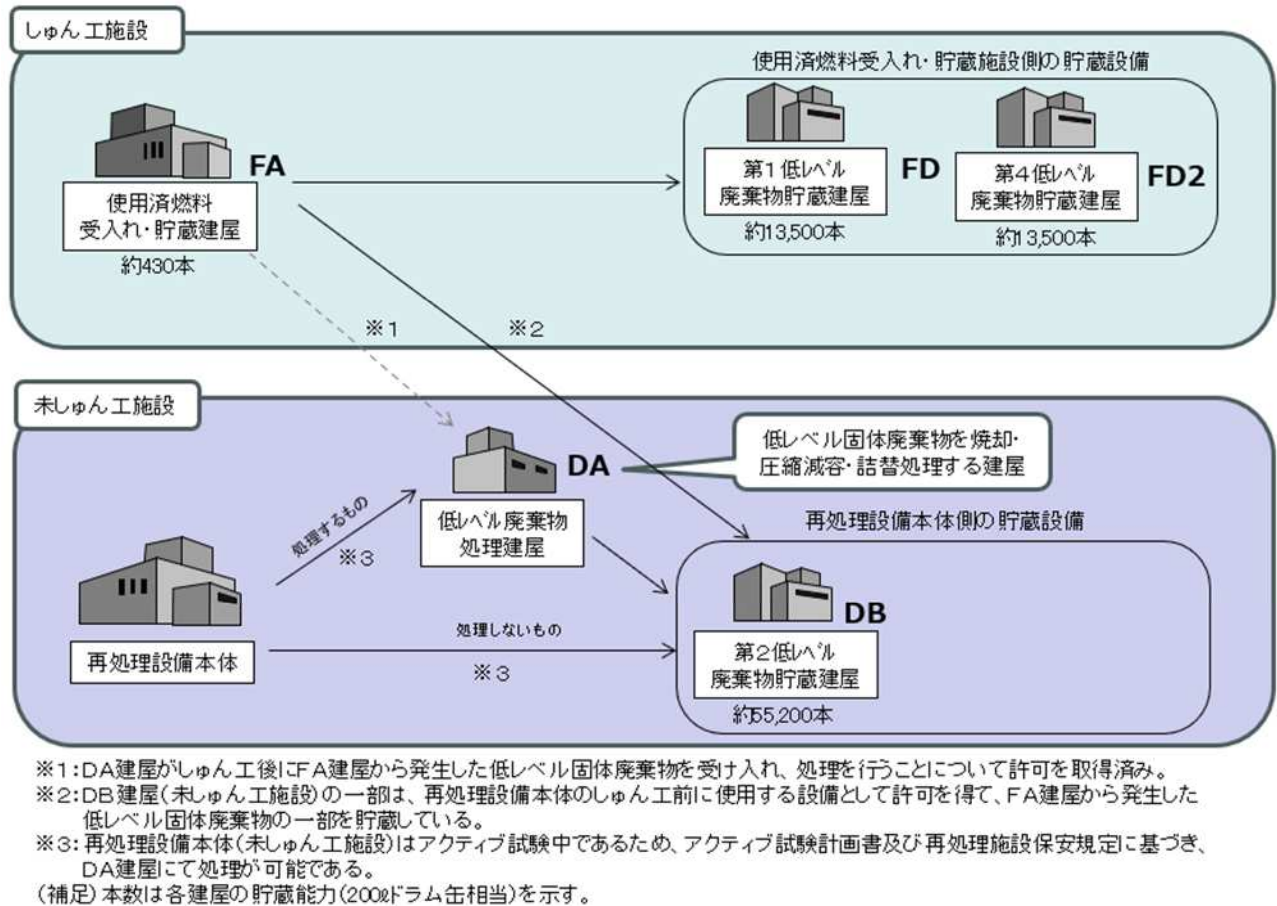 しゅん工施設
使用済燃料受入れ・貯蔵施設側の貯蔵設備
FA
使用済燃料
受入れ・貯蔵建屋
約430本
FD
第1低レベル
廃棄物貯蔵建屋
約13,500本
FD2
第4低レベル
廃棄物貯蔵建屋
約13,500本
※1
※2
未しゅん工施設
DA
低レベル固体廃棄物を焼却・
圧縮減容・詰替処理する建屋
低レベル廃棄物
処理建屋
処理するもの
※3
再処理設備本体側の貯蔵設備
再処理設備本体
処理しないもの
※3
DB
第2低レベル
廃棄物貯蔵建屋
約55,200本
※1:DA建屋がしゅん工後にFA建屋から発生した低レベル固体廃棄物を受け入れ、処理を行うことについて許可を取得済み。
※2:DB建屋(未しゅん工施設)の一部は、再処理設備本体のしゅん工前に使用する設備として許可を得て、FA建屋から発生した
低レベル固体廃棄物の一部を貯蔵している。
※3:再処理設備本体(未しゅん工施設)はアクティブ試験中であるため、アクティブ試験計画書及び再処理施設保安規定に基づき、
DA建屋にて処理が可能である。
(補足)本数は各建屋の貯蔵能力(200ℓドラム缶相当)を示す。